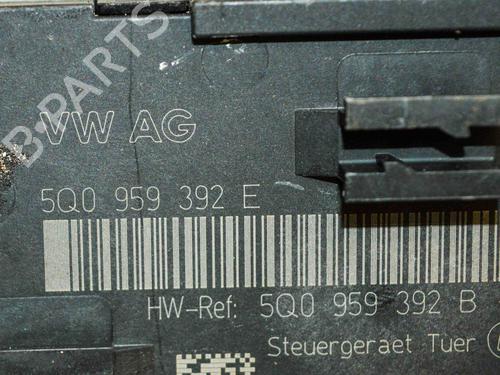 B-PARTS
VW AG
5Q0 959 392 E
HW-Ref: 5Q0 959 392 B
Steuergeraet Tuer